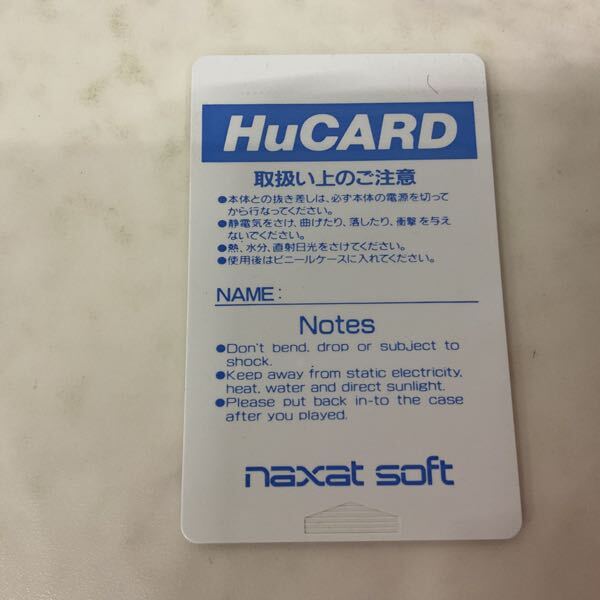 HuCARD
取扱い上のご注意
●本体との抜き差しは、必ず本体の電源を切って
から行なってください。
●静電気をさけ、曲げたり、落したり、衝撃を与え
ないでください。
●熱、水分、直射日光をさけてください。
●使用後はビニールケースに入れてください。
NAME:
Notes
●Don't bend, drop or subject to
shock.
●Keep away from static electricity,
heat, water and direct sunlight.
●Please put back in-to the case
after you played.
naxat soft